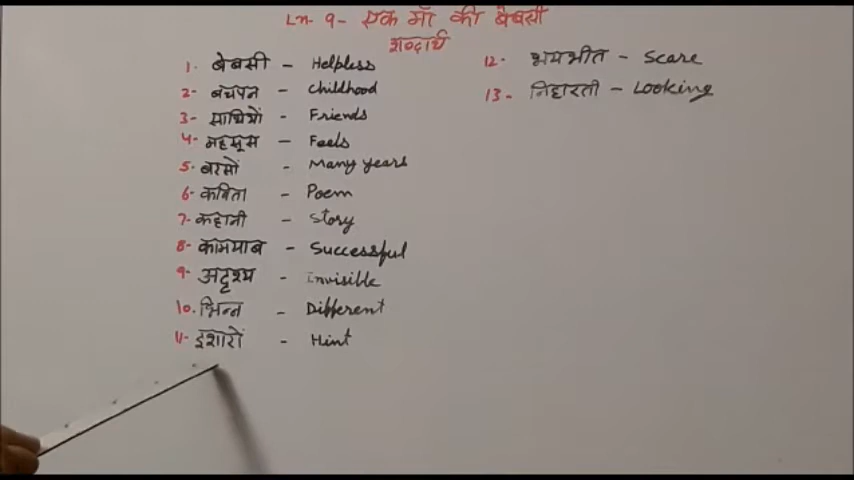 Ln- 9- एक माँ की बेबसी
शब्दार्थ
1. बेबसी - Helpless
2- बचपन - childhood
3- साथियों - Friends
4- महसूस - Feels
5- बरसों - Many years
6- कविता - Poem
7- कहानी - Story
8- कामयाब - Successful
9- अदृश्य - Invisible
10. भिन्न - Different
11- इशारों - Hint
12- भयभीत - Scare
13- निहारती - Looking